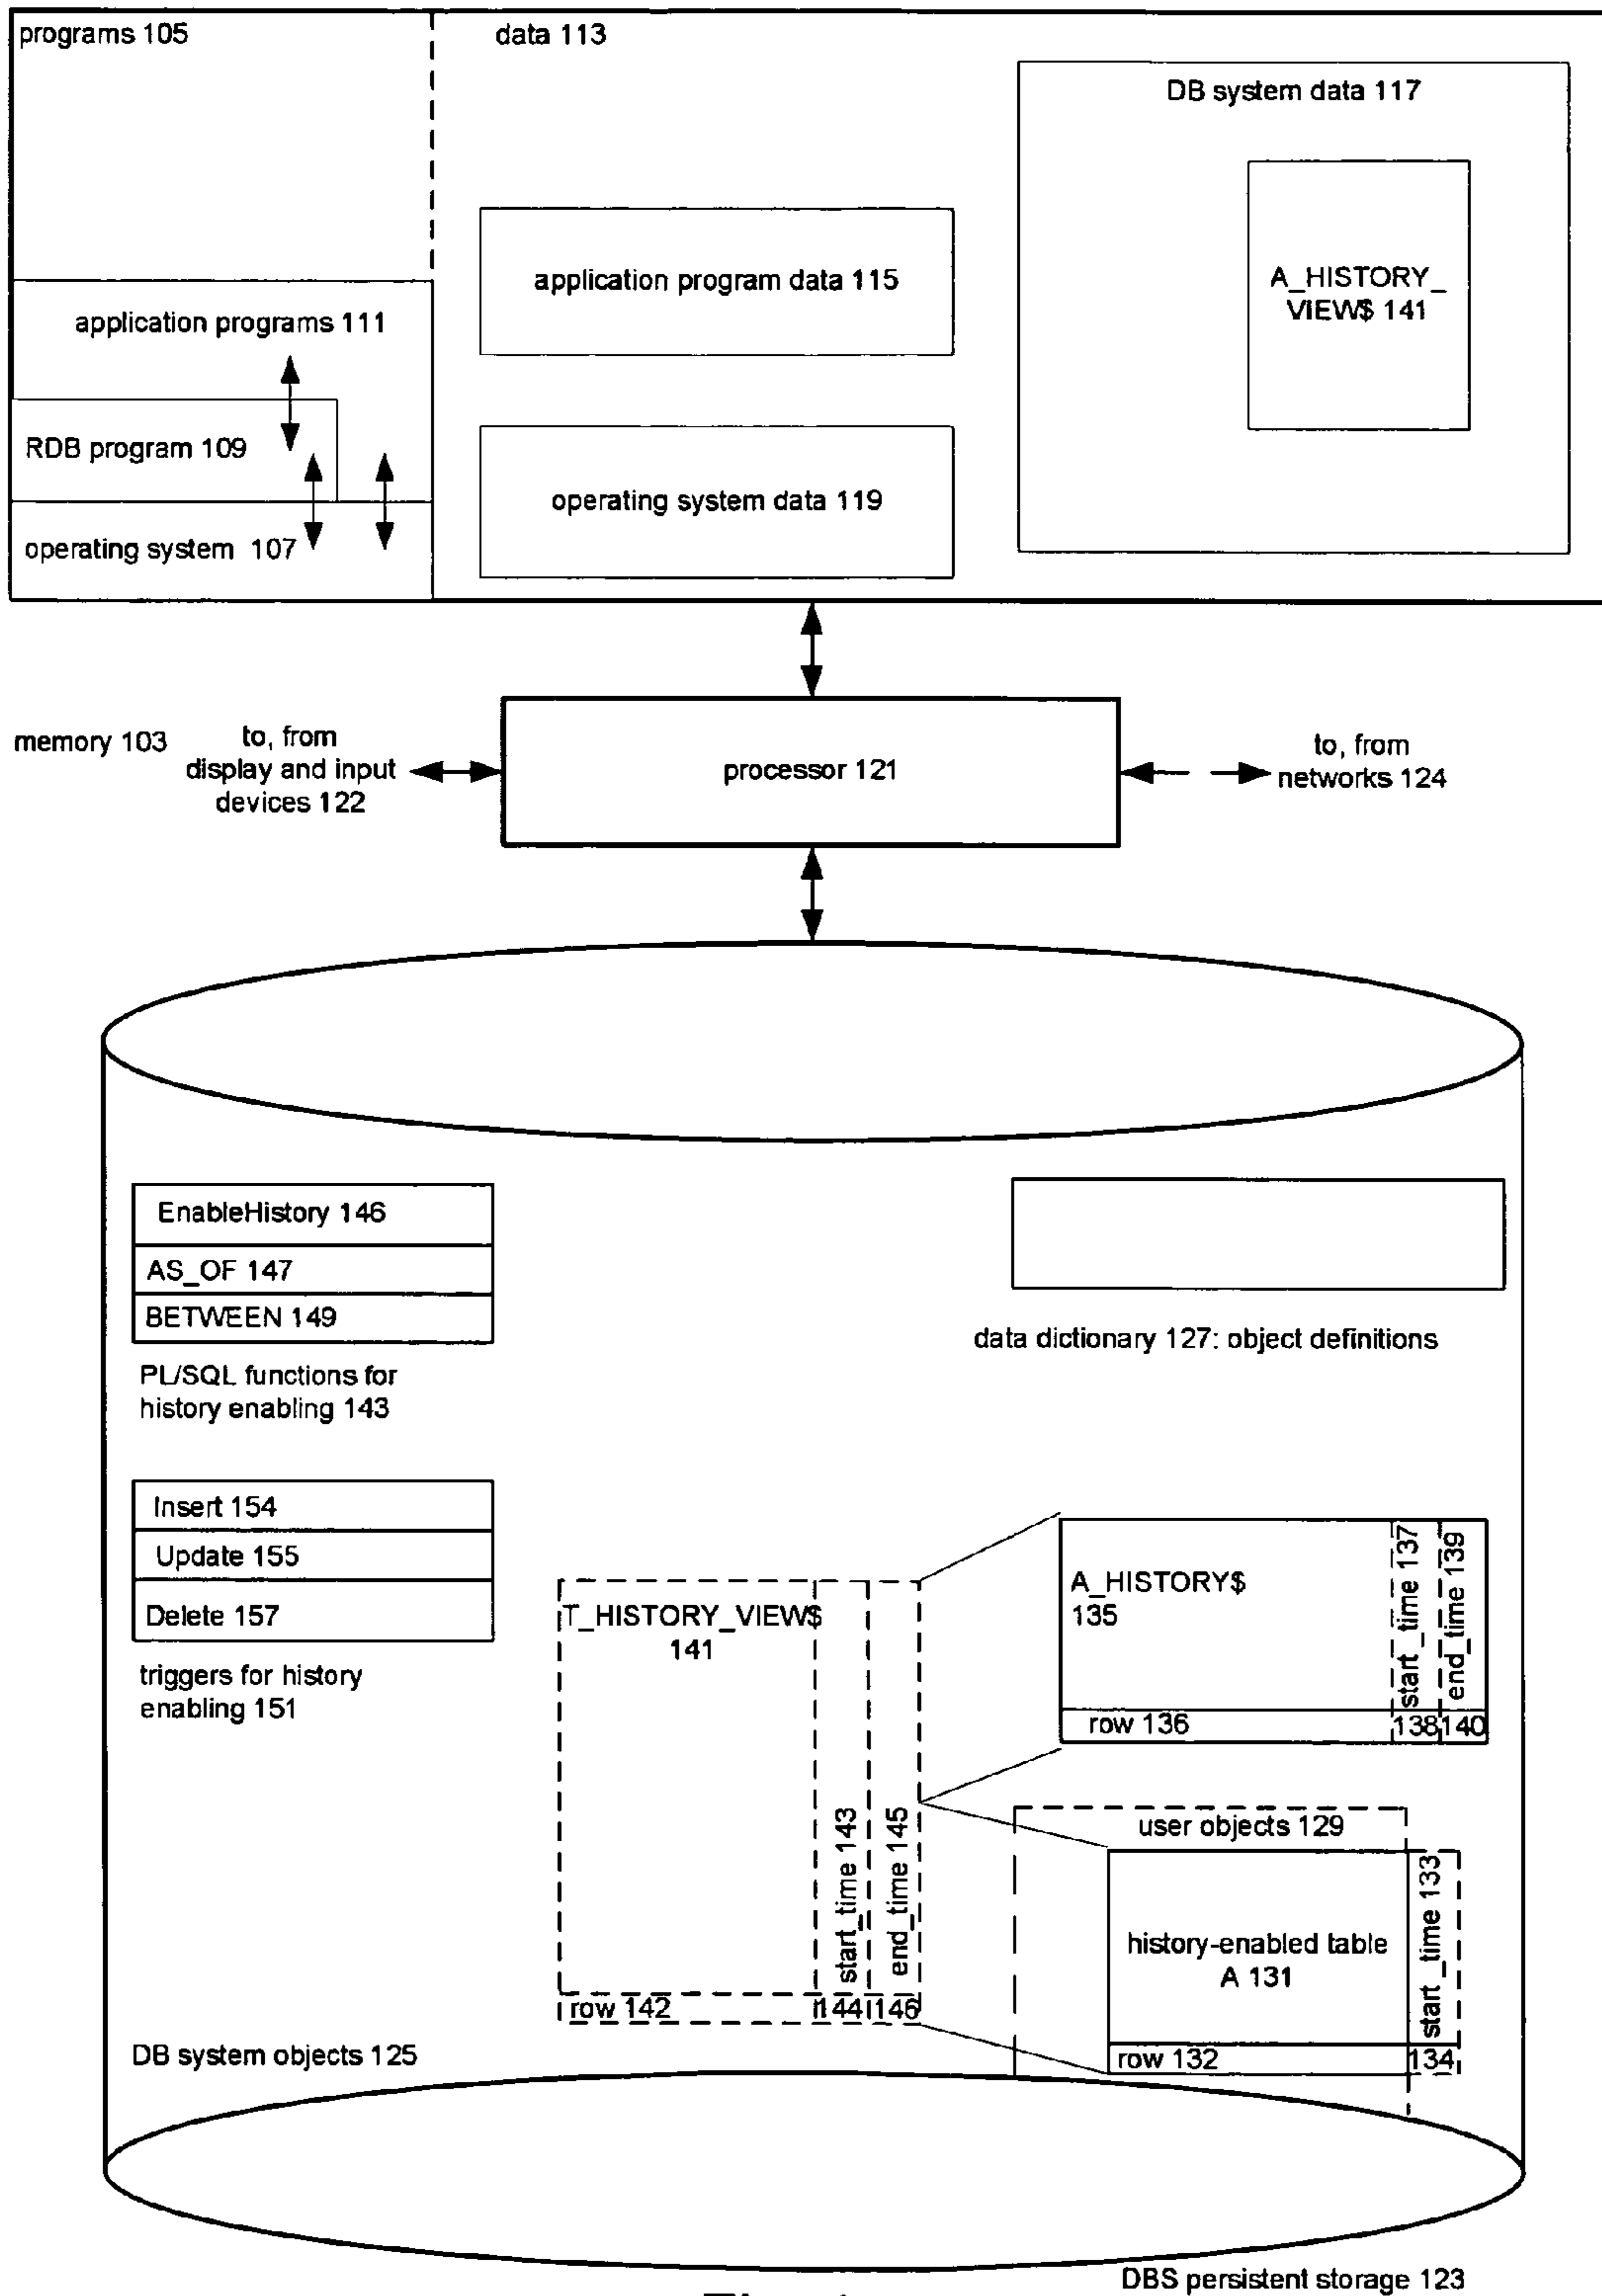 programs 105
data 113
DB system data 117
A_HISTORY_
VIEW$ 141
application program data 115
application programs 111
RDB program 109
operating system data 119
operating system 107
memory 103
to, from
display and input
devices 122
processor 121
to, from
networks 124
EnableHistory 146
AS_OF 147
BETWEEN 149
PL/SQL functions for
history enabling 143
data dictionary 127: object definitions
Insert 154
Update 155
Delete 157
triggers for history
enabling 151
T_HISTORY_VIEW$
141
start_time 143
end_time 145
row 142
144
146
A_HISTORY$
135
start_time 137
end_time 139
row 136
138
140
user objects 129
history-enabled table
A 131
start_time 133
row 132
134
DB system objects 125
DBS persistent storage 123